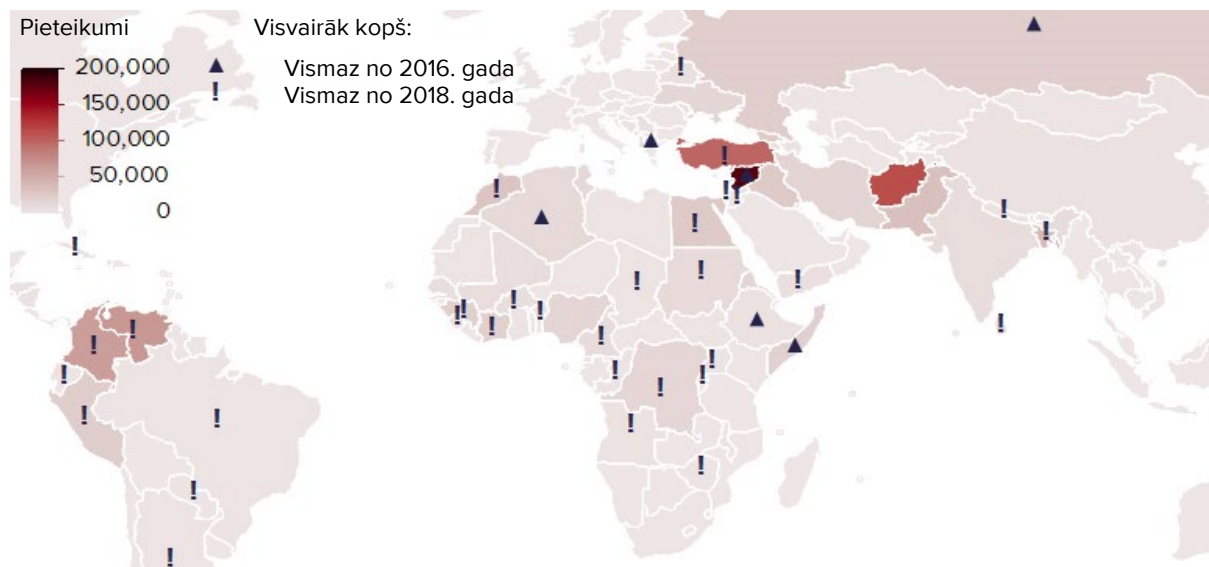 Pieteikumi
200,000
150,000
100,000
50,000
0
Visvairāk kopš:
Vismaz no 2016. gada
Vismaz no 2018. gada